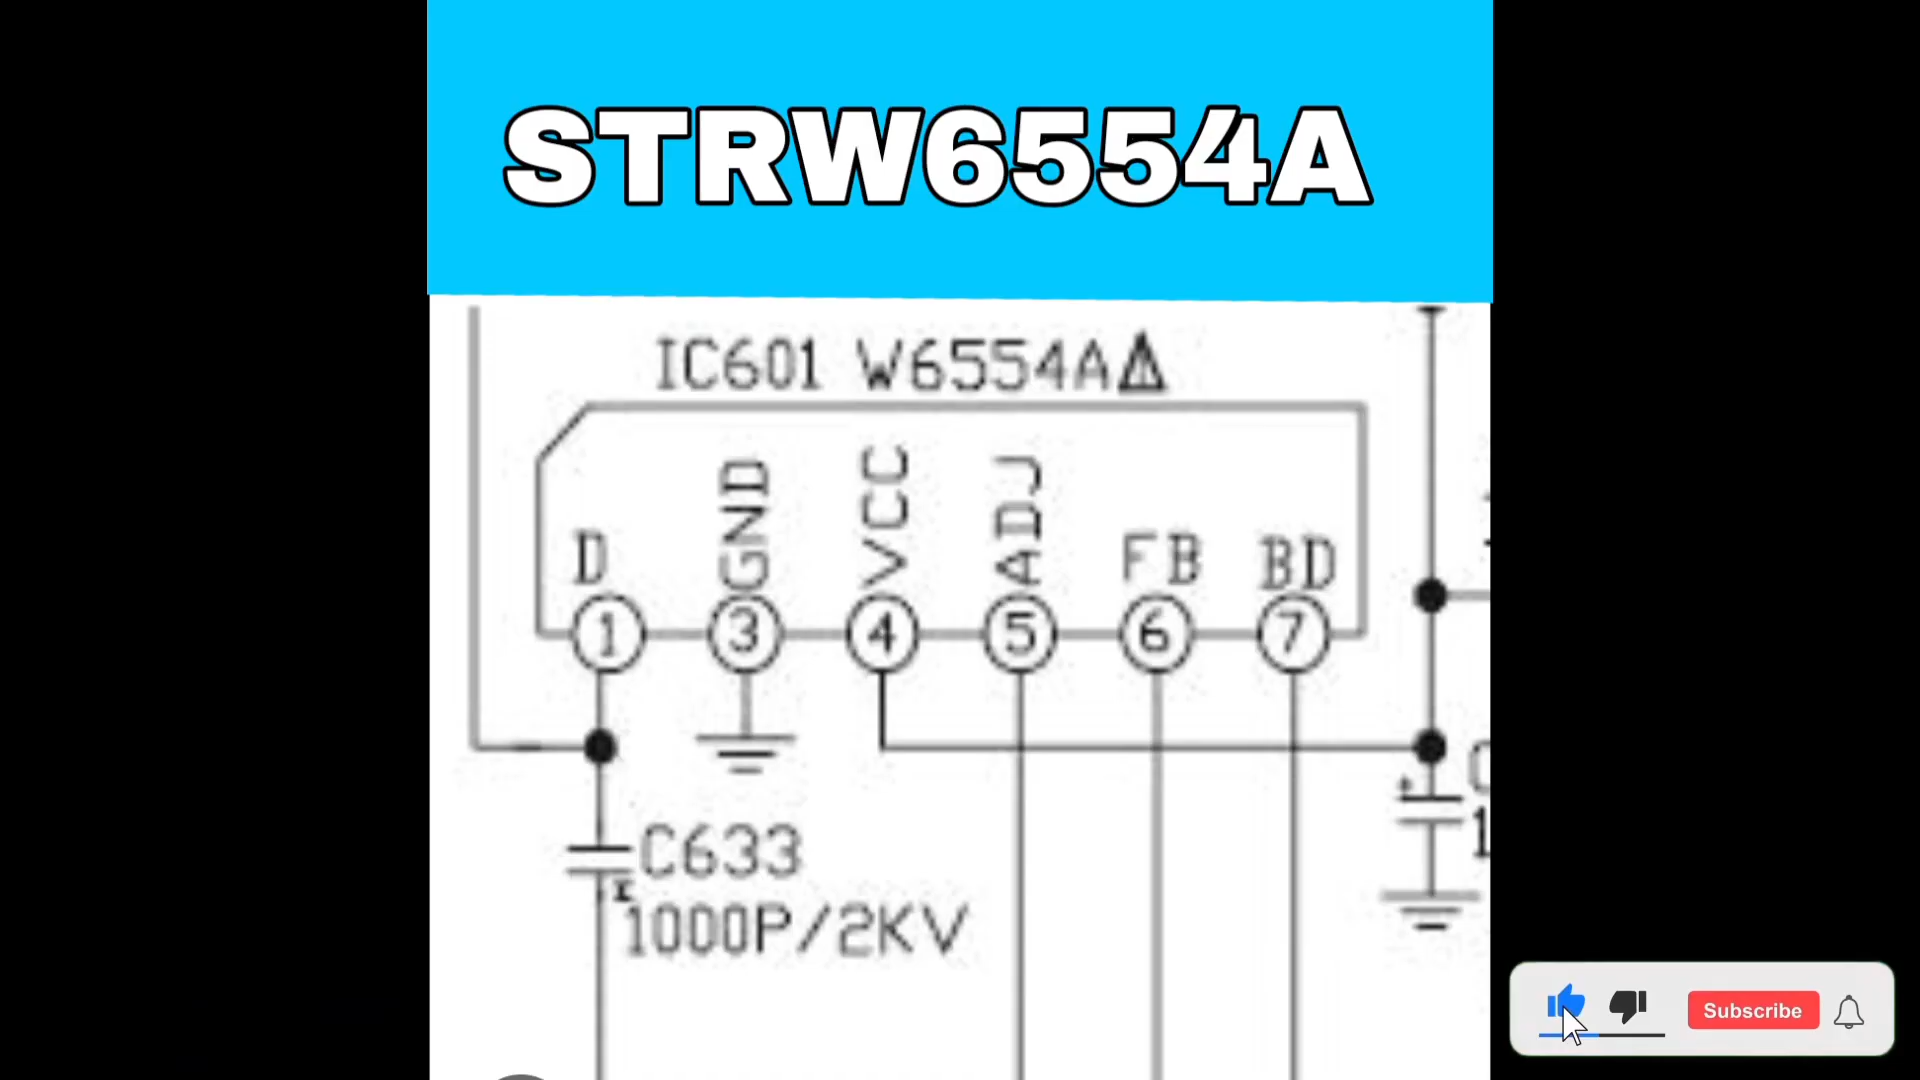 STRW6554A
IC601 W6554A
D
GND
VCC
ADJ
FB
BD
1
3
4
5
6
7
C633
1000P/2KV
Subscribe